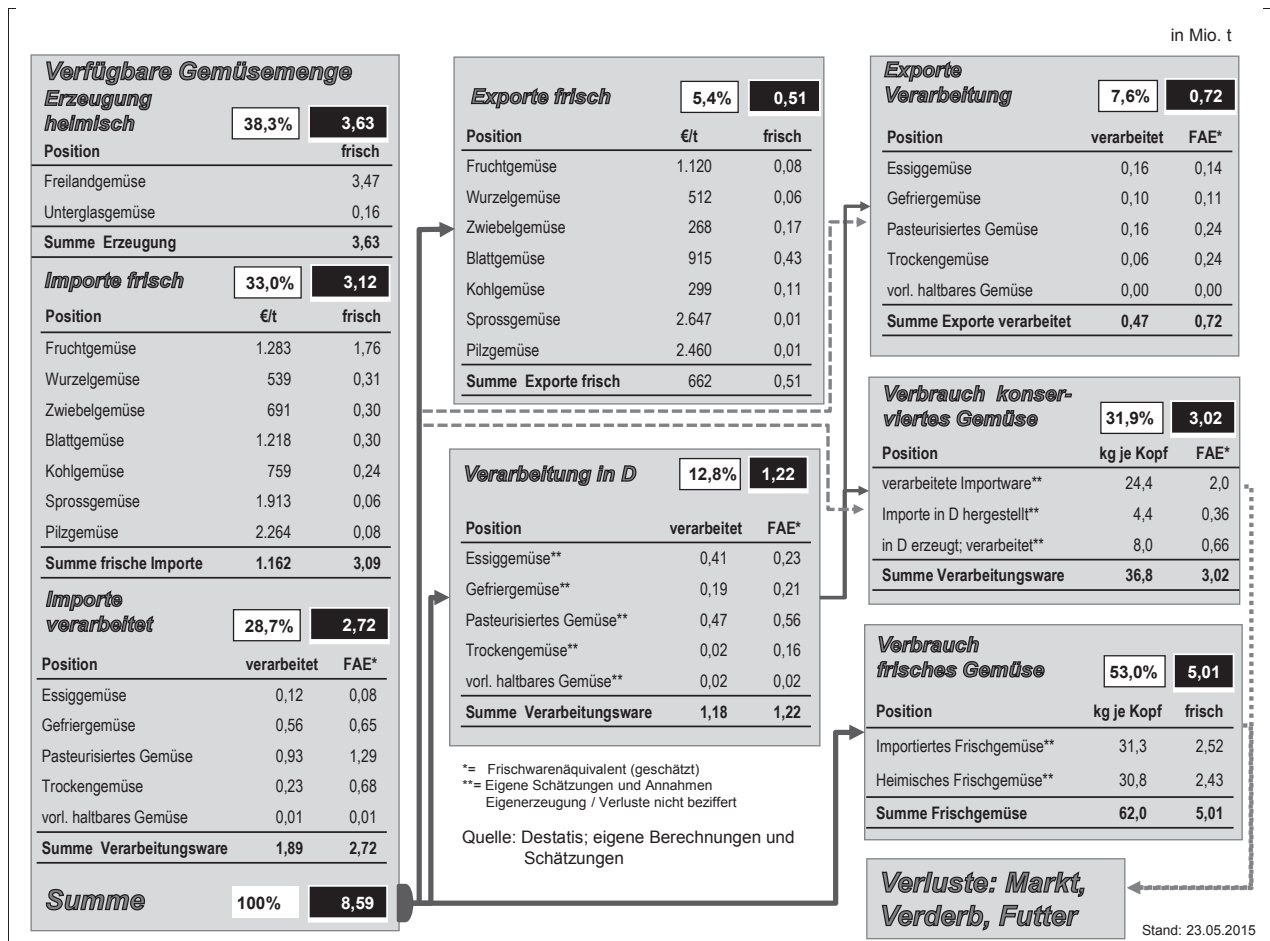 in Mio. t
Verfügbare Gemüsemenge
Erzeugung
heimisch 38,3% 3,63
Position frisch
Freilandgemüse 3,47
Unterglasgemüse 0,16
Summe Erzeugung 3,63
Importe frisch 33,0% 3,12
Position €/t frisch
Fruchtgemüse 1.283 1,76
Wurzelgemüse 539 0,31
Zwiebelgemüse 691 0,30
Blattgemüse 1.218 0,30
Kohlgemüse 759 0,24
Sprossgemüse 1.913 0,06
Pilzgemüse 2.264 0,08
Summe frische Importe 1.162 3,09
Importe
verarbeitet 28,7% 2,72
Position verarbeitet FAE*
Essiggemüse 0,12 0,08
Gefriergemüse 0,56 0,65
Pasteurisiertes Gemüse 0,93 1,29
Trockengemüse 0,23 0,68
vorl. haltbares Gemüse 0,01 0,01
Summe Verarbeitungsware 1,89 2,72
Summe 100% 8,59
Exporte frisch 5,4% 0,51
Position €/t frisch
Fruchtgemüse 1.120 0,08
Wurzelgemüse 512 0,06
Zwiebelgemüse 268 0,17
Blattgemüse 915 0,43
Kohlgemüse 299 0,11
Sprossgemüse 2.647 0,01
Pilzgemüse 2.460 0,01
Summe Exporte frisch 662 0,51
Verarbeitung in D 12,8% 1,22
Position verarbeitet FAE*
Essiggemüse** 0,41 0,23
Gefriergemüse** 0,19 0,21
Pasteurisiertes Gemüse** 0,47 0,56
Trockengemüse** 0,02 0,16
vorl. haltbares Gemüse** 0,02 0,02
Summe Verarbeitungsware 1,18 1,22
*= Frischwarenäquivalent (geschätzt)
**= Eigene Schätzungen und Annahmen
Eigenerzeugung / Verluste nicht beziffert
Quelle: Destatis; eigene Berechnungen und
Schätzungen
Exporte
Verarbeitung 7,6% 0,72
Position verarbeitet FAE*
Essiggemüse 0,16 0,14
Gefriergemüse 0,10 0,11
Pasteurisiertes Gemüse 0,16 0,24
Trockengemüse 0,06 0,24
vorl. haltbares Gemüse 0,00 0,00
Summe Exporte verarbeitet 0,47 0,72
Verbrauch konser-
viertes Gemüse 31,9% 3,02
Position kg je Kopf FAE*
verarbeitete Importware** 24,4 2,0
Importe in D hergestellt** 4,4 0,36
in D erzeugt; verarbeitet** 8,0 0,66
Summe Verarbeitungsware 36,8 3,02
Verbrauch
frisches Gemüse 53,0% 5,01
Position kg je Kopf frisch
Importiertes Frischgemüse** 31,3 2,52
Heimisches Frischgemüse** 30,8 2,43
Summe Frischgemüse 62,0 5,01
Verluste: Markt,
Verderb, Futter
Stand: 23.05.2015